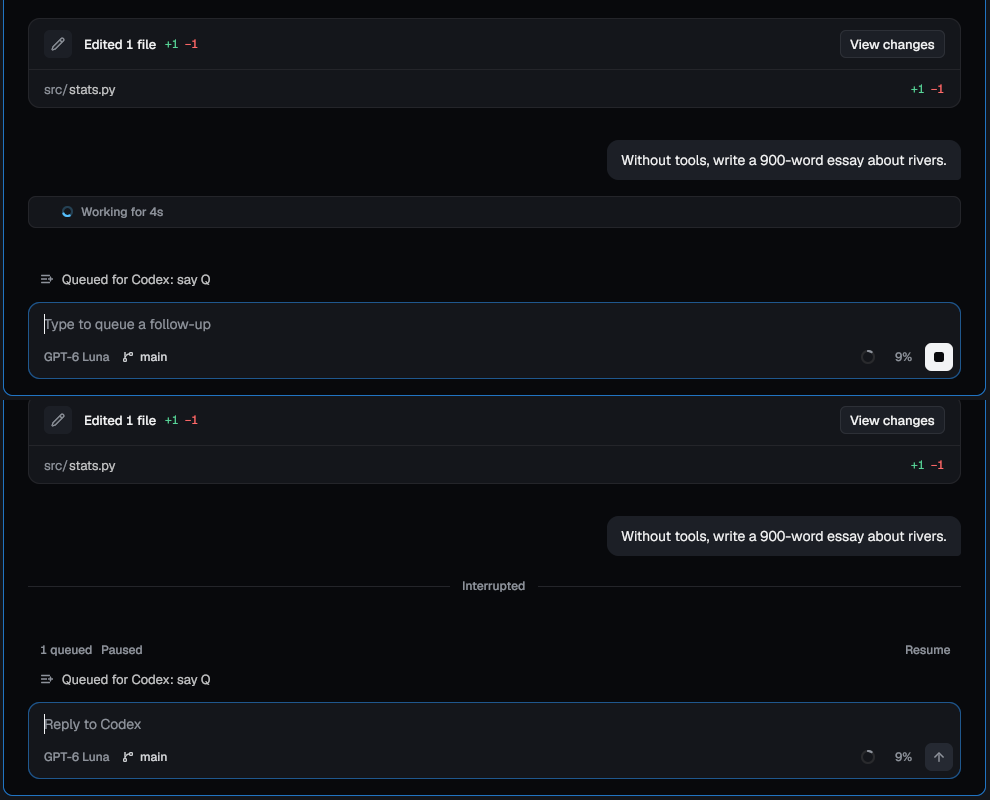 Edited 1 file +1 −1 View changes
src/stats.py +1 −1
Without tools, write a 900-word essay about rivers.
Working for 4s
Queued for Codex: say Q
Type to queue a follow-up
GPT-6 Luna main 9%
Edited 1 file +1 −1 View changes
src/stats.py +1 −1
Without tools, write a 900-word essay about rivers.
Interrupted
1 queued Paused Resume
Queued for Codex: say Q
Reply to Codex
GPT-6 Luna main 9%